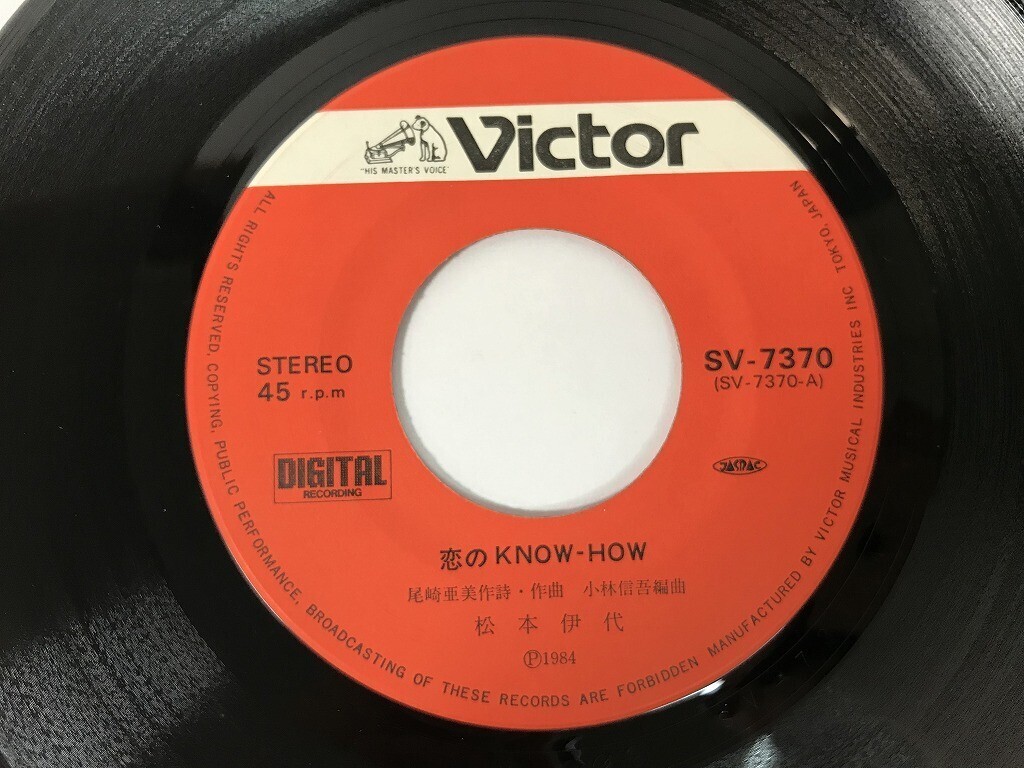 "HIS MASTER'S VOICE"
Victor
STEREO
45 r.p.m
SV-7370
(SV-7370-A)
DIGITAL
RECORDING
JASRAC
恋のKNOW-HOW
尾崎亜美作詩・作曲 小林信吾編曲
松本伊代
Ⓟ1984
ALL RIGHTS RESERVED, COPYING, PUBLIC PERFORMANCE, BROADCASTING OF THESE RECORDS ARE FORBIDDEN MANUFACTURED BY VICTOR MUSICAL INDUSTRIES INC TOKYO, JAPAN